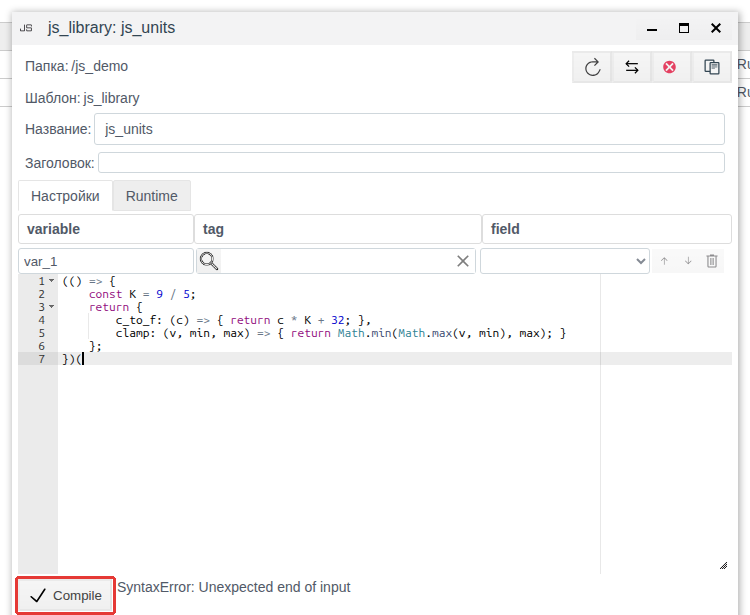 JS js_library: js_units
Папка: /js_demo
Шаблон: js_library
Название: js_units
Заголовок:
Настройки Runtime
variable tag field
var_1
1 (() => {
2 const K = 9 / 5;
3 return {
4 c_to_f: (c) => { return c * K + 32; },
5 clamp: (v, min, max) => { return Math.min(Math.max(v, min), max); }
6 };
7 })(
Compile SyntaxError: Unexpected end of input
Ru
Ru